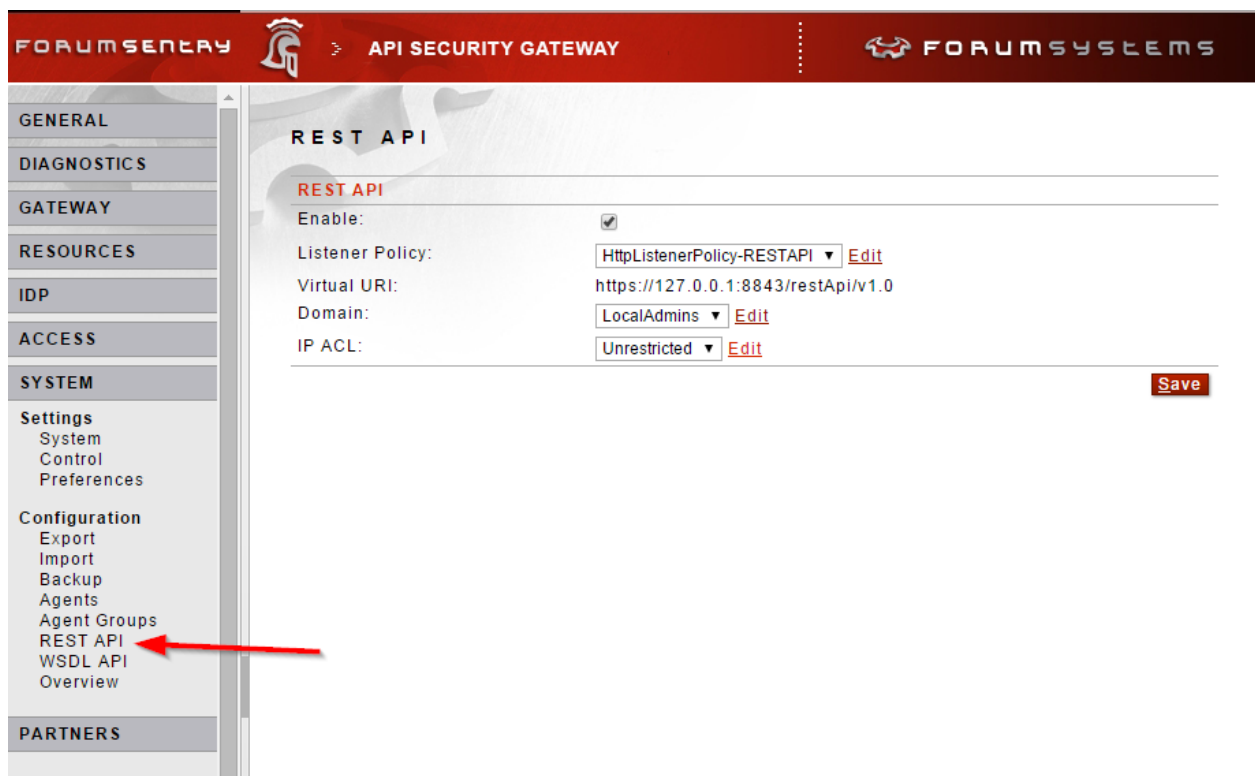 FORUMSENTRY > API SECURITY GATEWAY FORUMSYSTEMS
GENERAL
DIAGNOSTICS
GATEWAY
RESOURCES
IDP
ACCESS
SYSTEM
Settings
System
Control
Preferences
Configuration
Export
Import
Backup
Agents
Agent Groups
REST API
WSDL API
Overview
PARTNERS
REST API
REST API
Enable:
Listener Policy: HttpListenerPolicy-RESTAPI ▼ Edit
Virtual URI: https://127.0.0.1:8843/restApi/v1.0
Domain: LocalAdmins ▼ Edit
IP ACL: Unrestricted ▼ Edit
Save